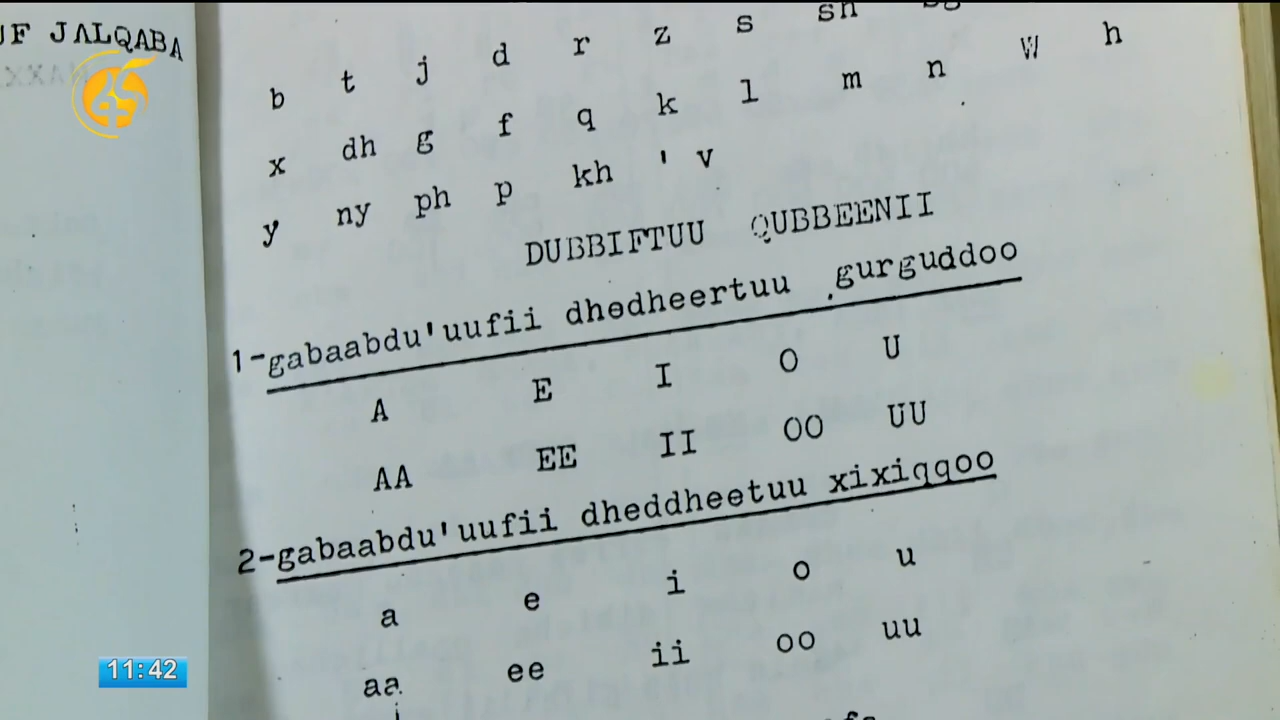 UF JALQABA
b t j d r z s sh
x dh g f q k l m n W h
y ny ph p kh ' v
DUBBIFTUU QUBBEENII
1-gabaabdu'uufii dhedheertuu gurguddoo
A E I O U
AA EE II OO UU
2-gabaabdu'uufii dheddheetuu xixiqqoo
a e i o u
aa ee ii oo uu
11:42